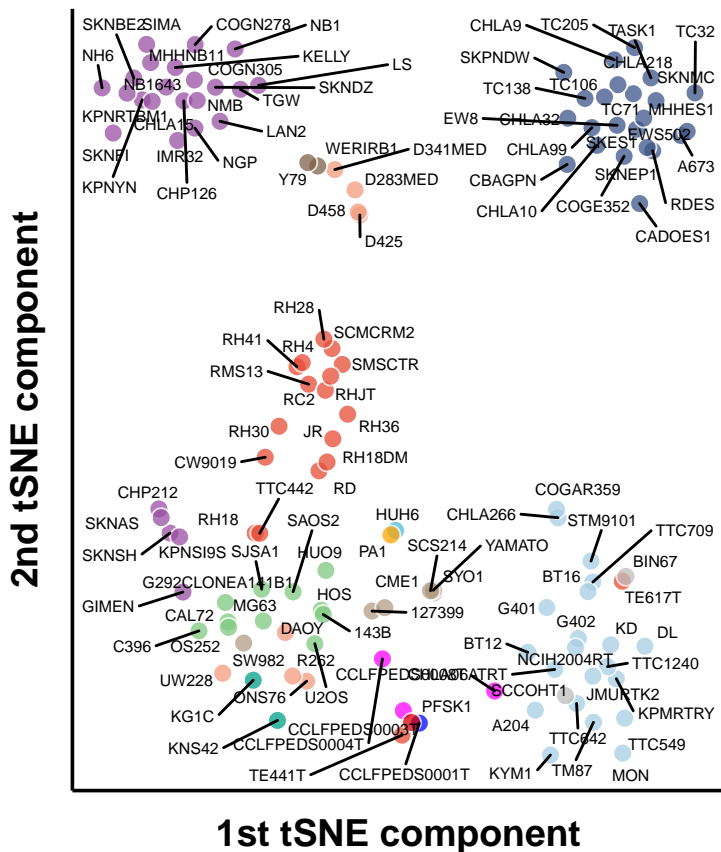 SKNBE2
SIMA
COGN278
NB1
MHHNB11
KELLY
NH6
COGN305
LS
NB1643
SKNDZ
KPNRTBM1
NMB
TGW
CHLA15
LAN2
SKNFI
IMR32
NGP
KPNYN
CHP126
CHLA9
TC205
TASK1
TC32
SKPNDW
CHLA218
SKNMC
TC138
TC106
TC71
MHHES1
EW8
CHLA32
EWS502
CHLA99
SKES1
A673
CBAGPN
SKNEP1
CHLA10
COGE352
RDES
CADOES1
WERIRB1
D341MED
Y79
D283MED
D458
D425
RH28
SCMCRM2
RH41
RH4
SMSCTR
RMS13
RC2
RHJT
RH30
JR
RH36
CW9019
RH18DM
RD
TTC442
CHP212
SKNAS
RH18
SAOS2
SKNSH
KPNSI9S
SJSA1
HUO9
HUH6
PA1
SCS214
YAMATO
G292CLONEA141B1
CME1
SYO1
GIMEN
MG63
HOS
127399
CAL72
DAOY
143B
C396
OS252
SW982
R262
UW228
ONS76
U2OS
KG1C
KNS42
CCLFPEDS0003T
CCLFPEDS0004T
PFSK1
TE441T
CCLFPEDS0001T
COGAR359
CHLA266
STM9101
TTC709
BT16
BIN67
G401
TE617T
G402
KD
DL
BT12
NCIH2004RT
TTC1240
SCCOHT1
JMURTK2
KPMRTRY
A204
TTC642
TTC549
KYM1
TM87
MON
2nd tSNE component
1st tSNE component